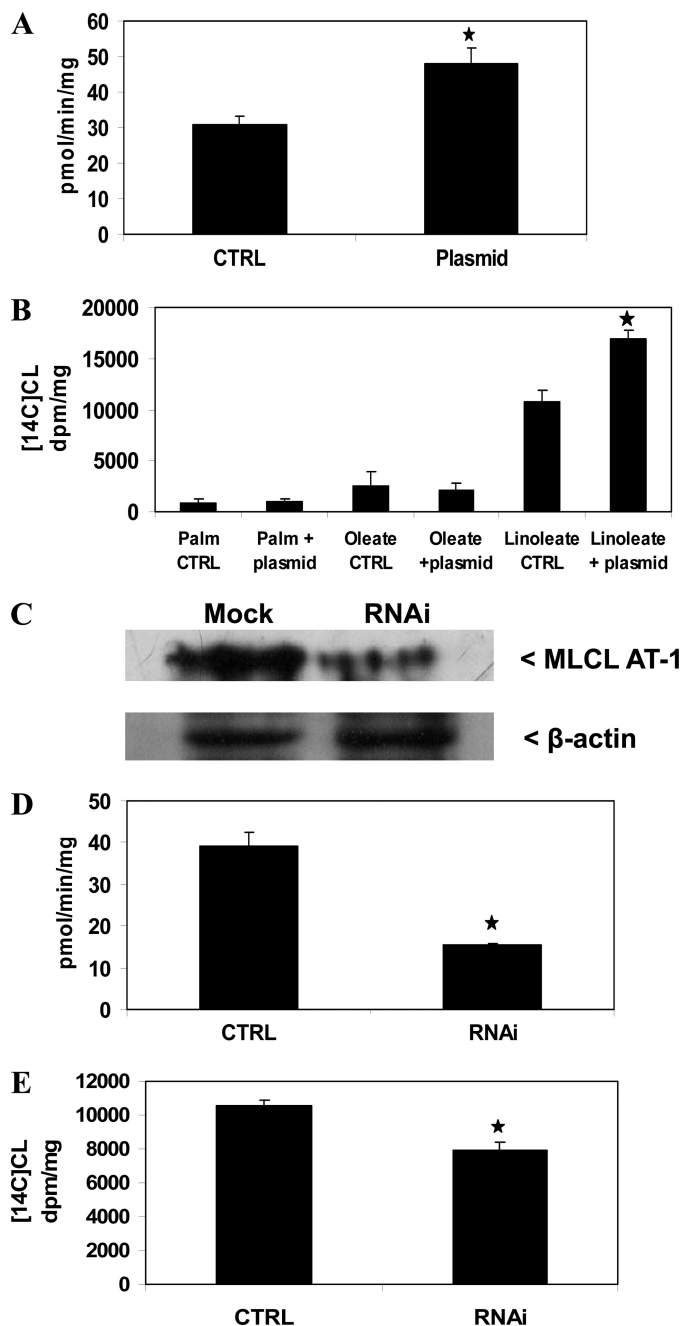 A
pmol/min/mg
60
50
40
30
20
10
0
CTRL Plasmid
B
[14C]CL
dpm/mg
20000
15000
10000
5000
0
Palm Palm + Oleate Oleate Linoleate Linoleate
CTRL plasmid CTRL +plasmid CTRL + plasmid
C
Mock RNAi
< MLCL AT-1
< β-actin
D
pmol/min/mg
50
40
30
20
10
0
CTRL RNAi
E
[14C]CL
dpm/mg
12000
10000
8000
6000
4000
2000
0
CTRL RNAi